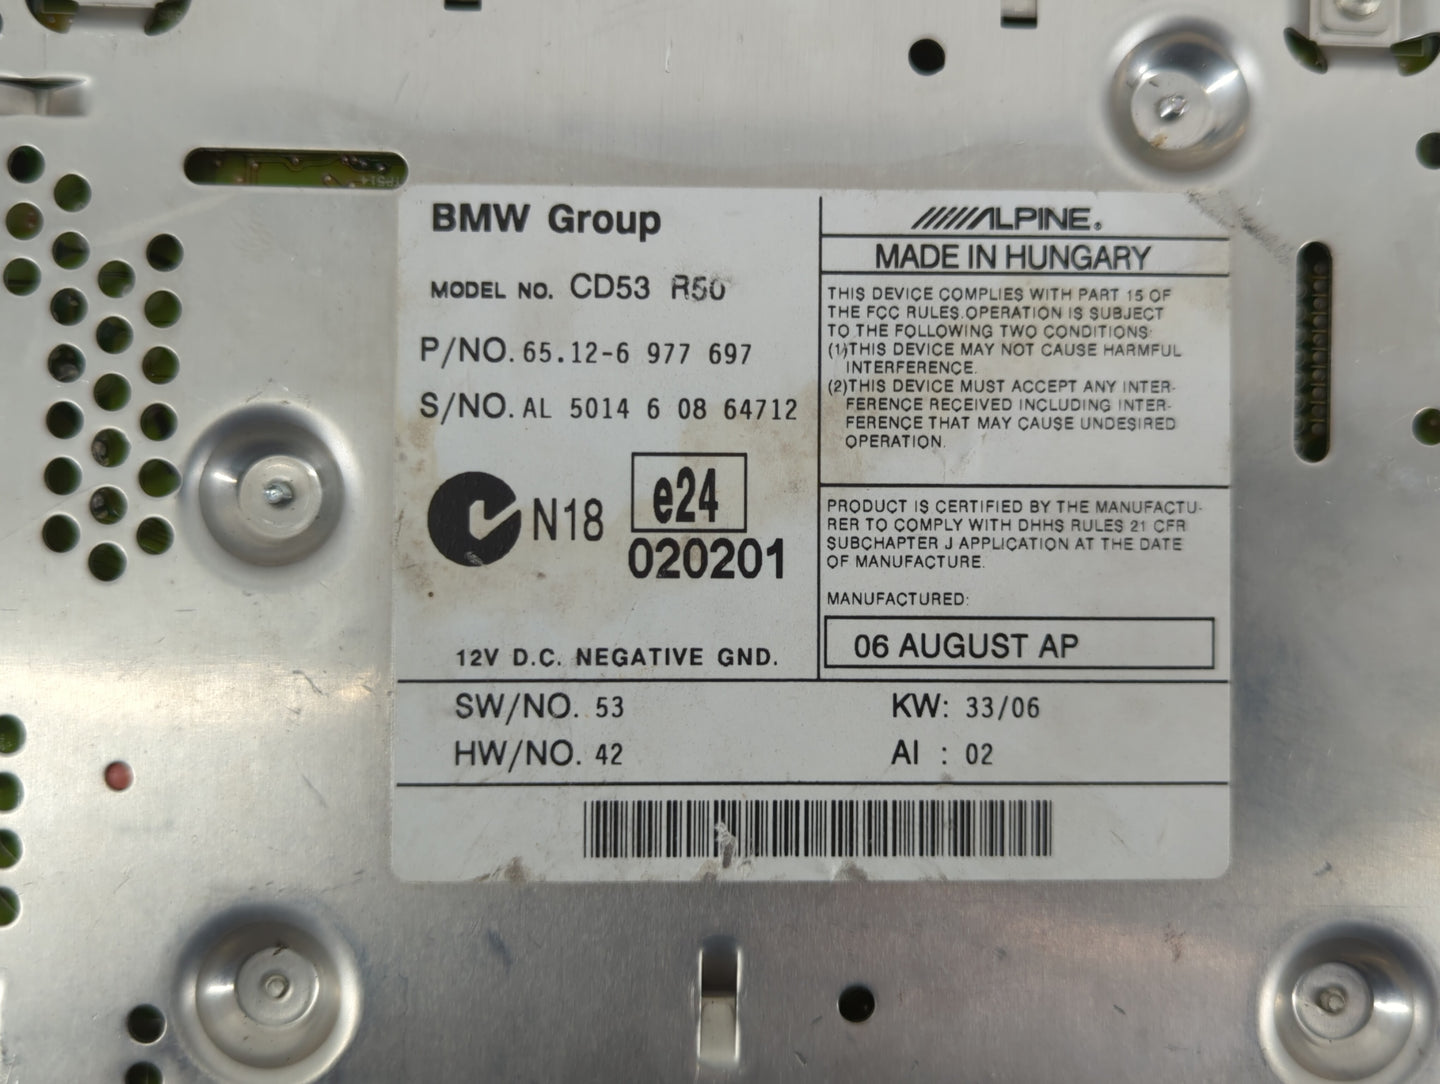 BMW Group
MODEL NO. CD53 R50
P/NO. 65.12-6 977 697
S/NO. AL 5014 6 08 64712
N18
e24
020201
12V D.C. NEGATIVE GND.
ALPINE®
MADE IN HUNGARY
THIS DEVICE COMPLIES WITH PART 15 OF
THE FCC RULES.OPERATION IS SUBJECT
TO THE FOLLOWING TWO CONDITIONS:
(1)THIS DEVICE MAY NOT CAUSE HARMFUL
INTERFERENCE.
(2)THIS DEVICE MUST ACCEPT ANY INTER-
FERENCE RECEIVED INCLUDING INTER-
FERENCE THAT MAY CAUSE UNDESIRED
OPERATION.
PRODUCT IS CERTIFIED BY THE MANUFACTU-
RER TO COMPLY WITH DHHS RULES 21 CFR
SUBCHAPTER J APPLICATION AT THE DATE
OF MANUFACTURE.
MANUFACTURED:
06 AUGUST AP
SW/NO. 53 KW: 33/06
HW/NO. 42 AI : 02